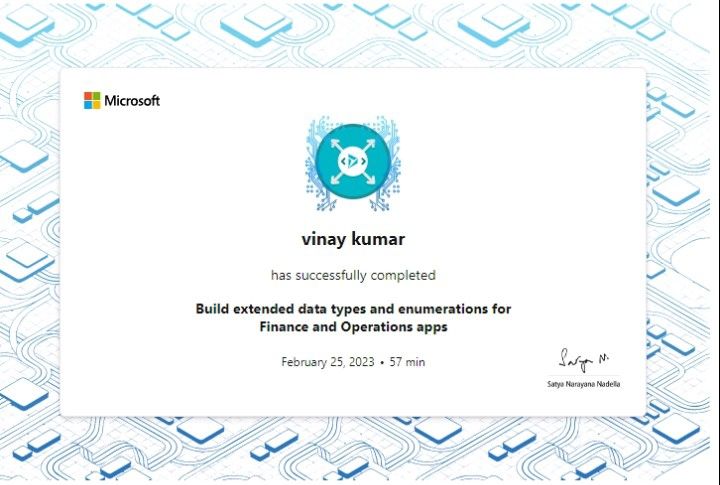 Microsoft
vinay kumar
has successfully completed
Build extended data types and enumerations for
Finance and Operations apps
February 25, 2023 • 57 min
Satya N.
Satya Narayana Nadella